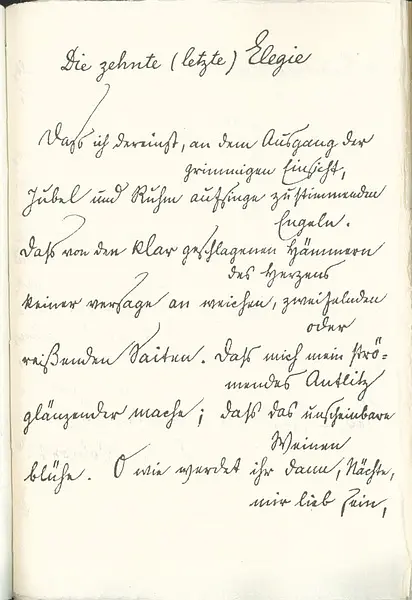 Die zehnte (letzte) Elegie
Daß ich dereinst, an dem Ausgang der
grimmigen Einsicht,
Jubel und Ruhm aufsinge zustimmenden
Engeln.
Daß von den klar geschlagenen Hämmern
des Herzens
keiner versage an weichen, zweifelnden
oder
reißenden Saiten. Daß mich mein strö-
mendes Antlitz
glänzender mache; daß das unscheinbare
Weinen
blühe. O wie werdet ihr dann, Nächte,
mir lieb sein,